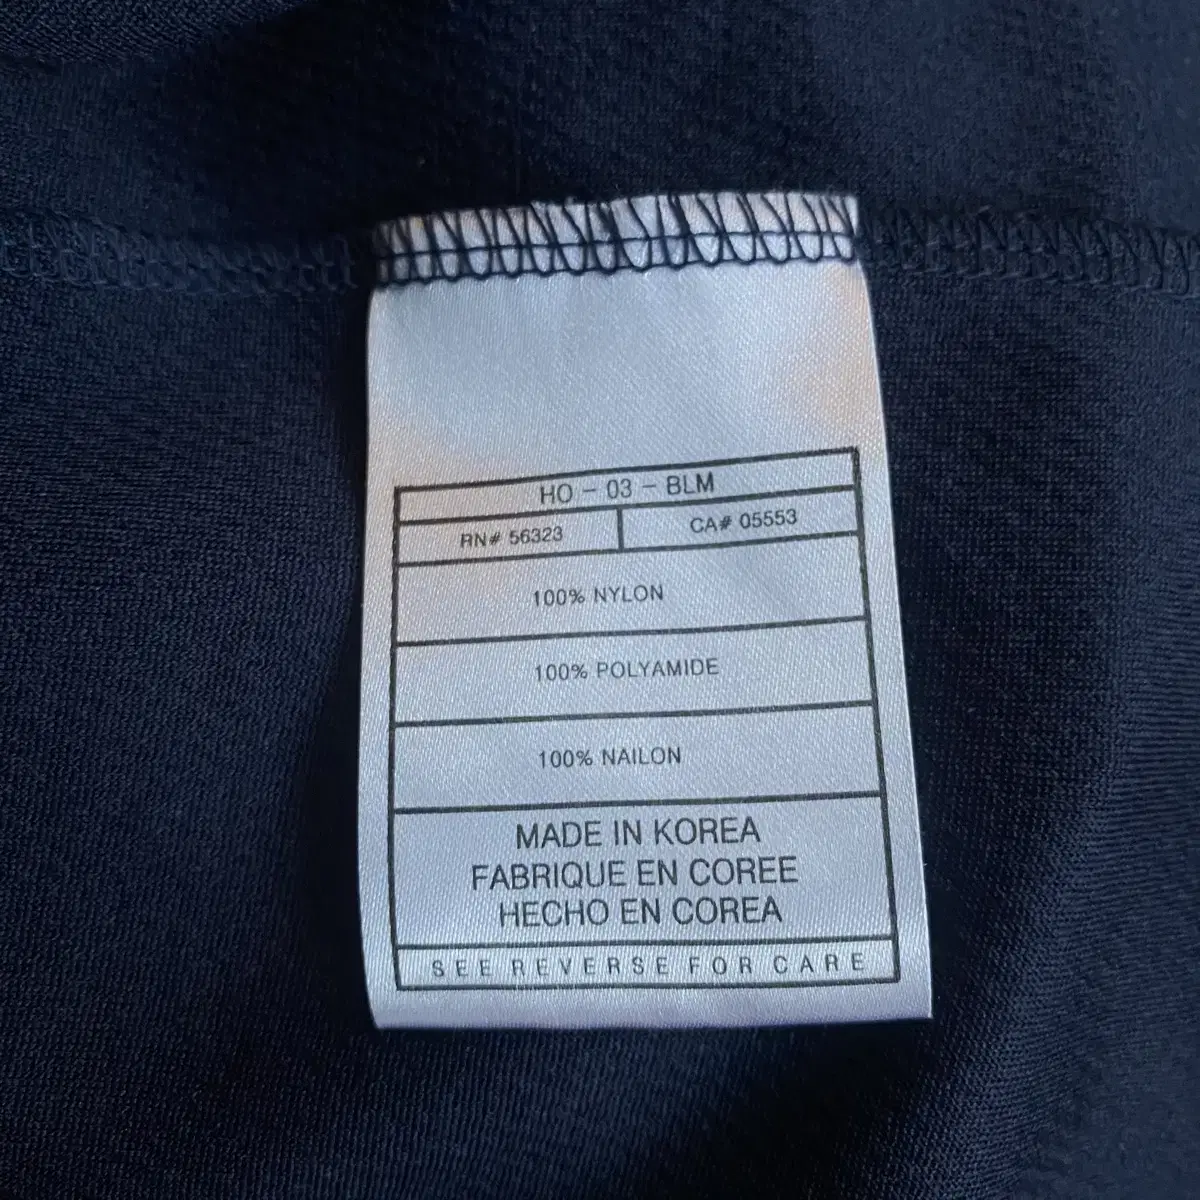 HO - 03 - BLM
RN# 56323 CA# 05553
100% NYLON
100% POLYAMIDE
100% NAILON
MADE IN KOREA
FABRIQUE EN COREE
HECHO EN COREA
SEE REVERSE FOR CARE